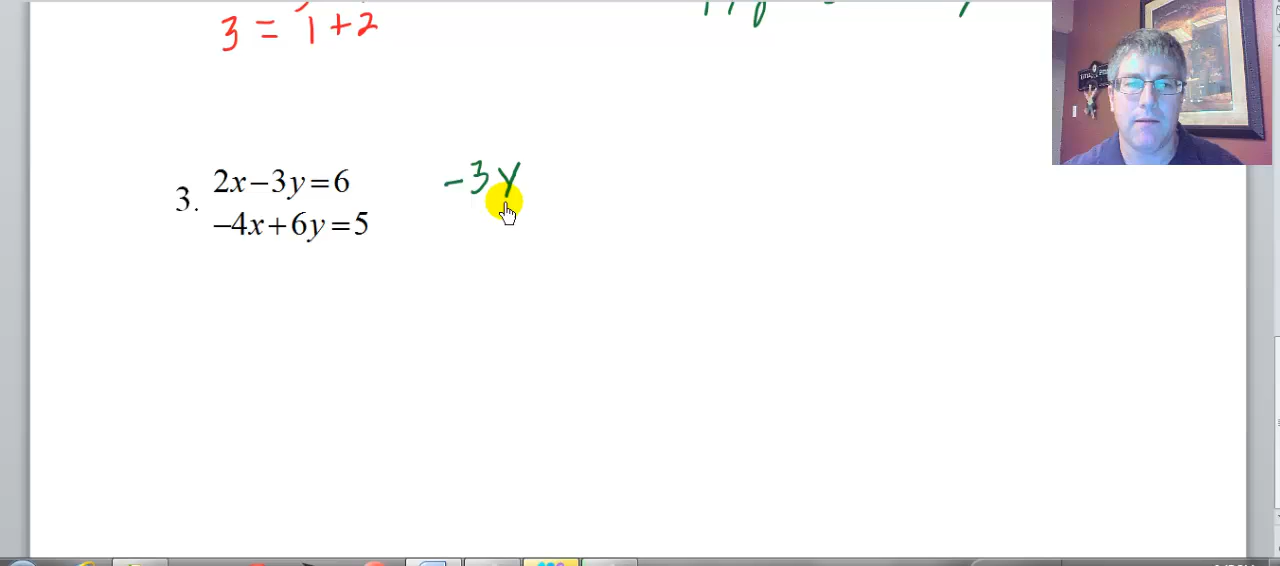 3 = 1 + 2
3. 2x−3y=6
−4x+6y=5
-3y